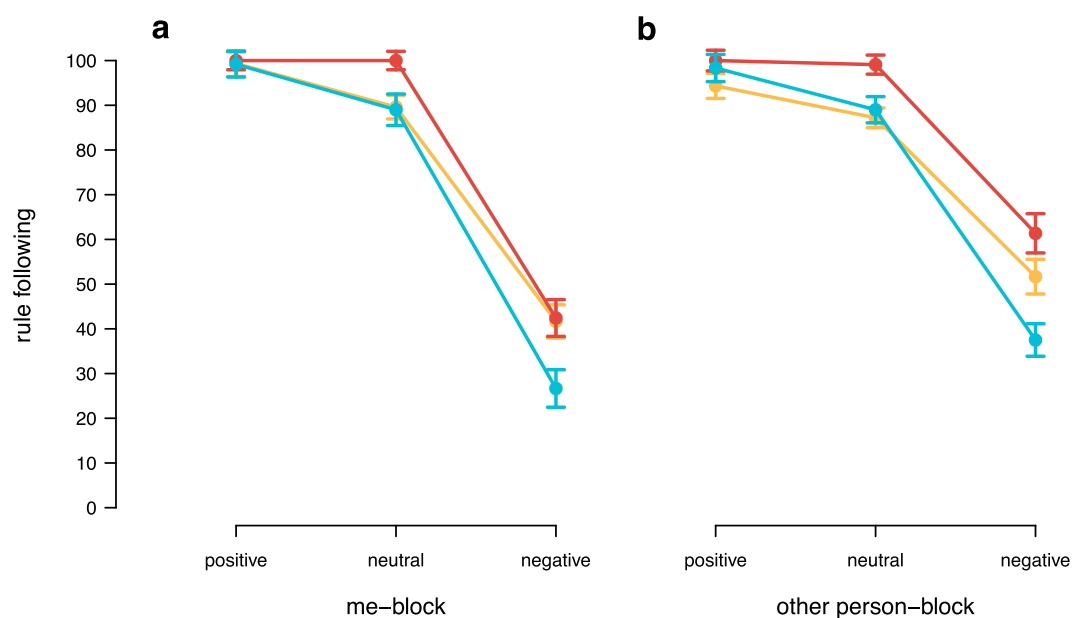 a
b
rule following
100
90
80
70
60
50
40
30
20
10
0
positive neutral negative
positive neutral negative
me–block
other person–block